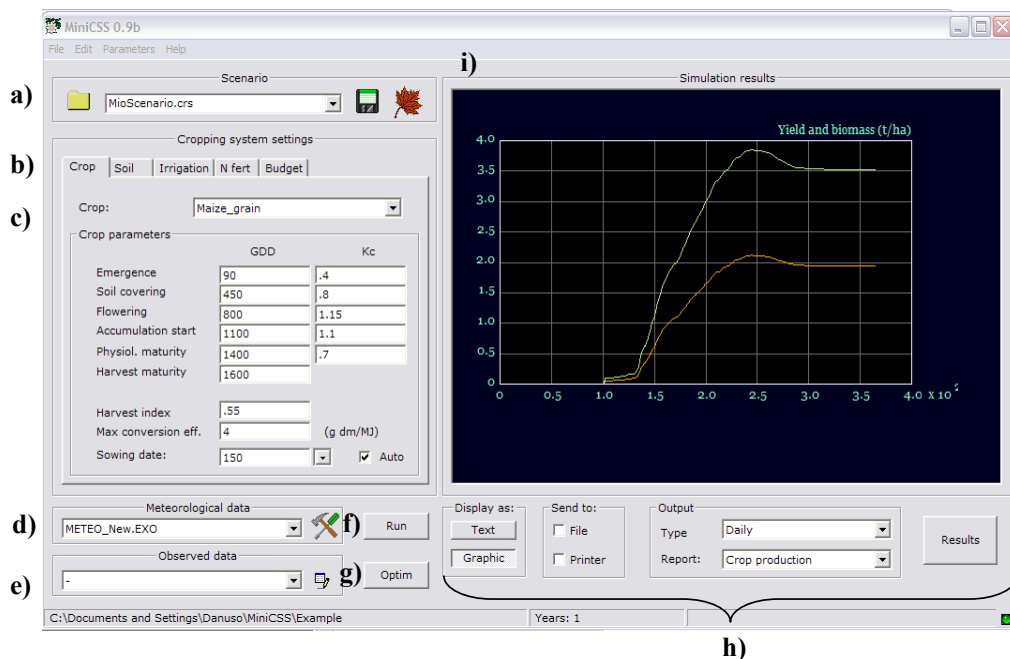 MiniCSS 0.9b
File Edit Parameters Help
i)
Scenario
Simulation results
a)
MioScenario.crs
Cropping system settings
b)
Crop Soil Irrigation N fert Budget
c)
Crop: Maize_grain
Crop parameters
GDD Kc
Emergence 90 .4
Soil covering 450 .8
Flowering 800 1.15
Accumulation start 1100 1.1
Physiol. maturity 1400 .7
Harvest maturity 1600
Harvest index .55
Max conversion eff. 4 (g dm/MJ)
Sowing date: 150 Auto
Yield and biomass (t/ha)
4.0
3.5
3.0
2.5
2.0
1.5
1.0
0.5
0
0 0.5 1.0 1.5 2.0 2.5 3.0 3.5 4.0 x 10
d)
Meteorological data
METEO_New.EXO
f)
Run
e)
Observed data
-
g)
Optim
Display as:
Text
Graphic
Send to:
File
Printer
Output
Type Daily
Report: Crop production
Results
C:\Documents and Settings\Danuso\MiniCSS\Example
Years: 1
h)